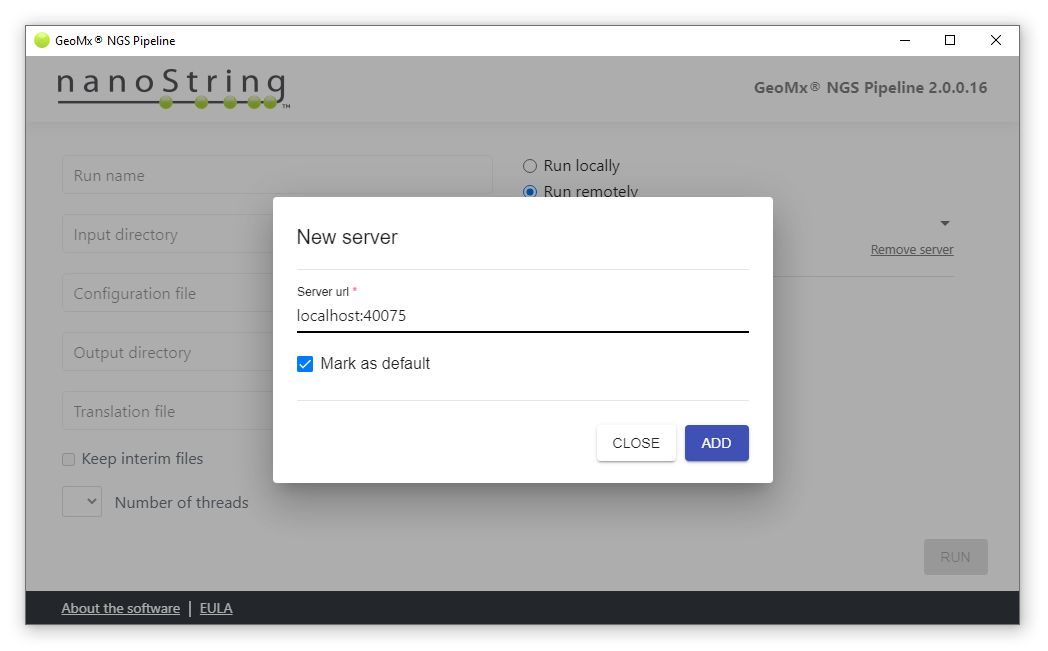 GeoMx® NGS Pipeline
nanoString™
GeoMx® NGS Pipeline 2.0.0.16
Run name
Run locally
Run remotely
Input directory
Remove server
Configuration file
Output directory
Translation file
Keep interim files
Number of threads
New server
Server url *
localhost:40075
Mark as default
CLOSE
ADD
RUN
About the software | EULA